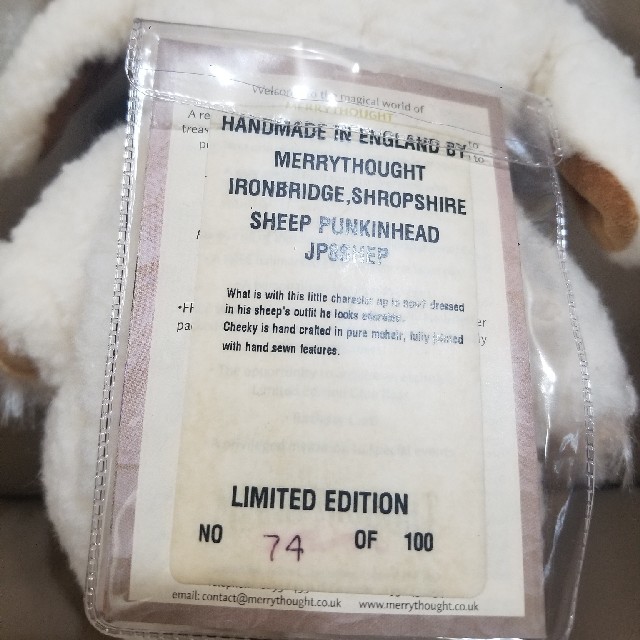 Welcome to the magical world of
MERRYTHOUGHT
A re
treas
HANDMADE IN ENGLAND BY
to
MERRYTHOUGHT
IRONBRIDGE, SHROPSHIRE
SHEEP PUNKINHEAD
What is with this little character up to now? dressed
in his sheep's outfit he looks
Cheeky is hand crafted in pure mohair, fully jointed
with hand sewn features.
LIMITED EDITION
NO 74 OF 100
email: contact@merrythought.co.uk www.merrythought.co.uk